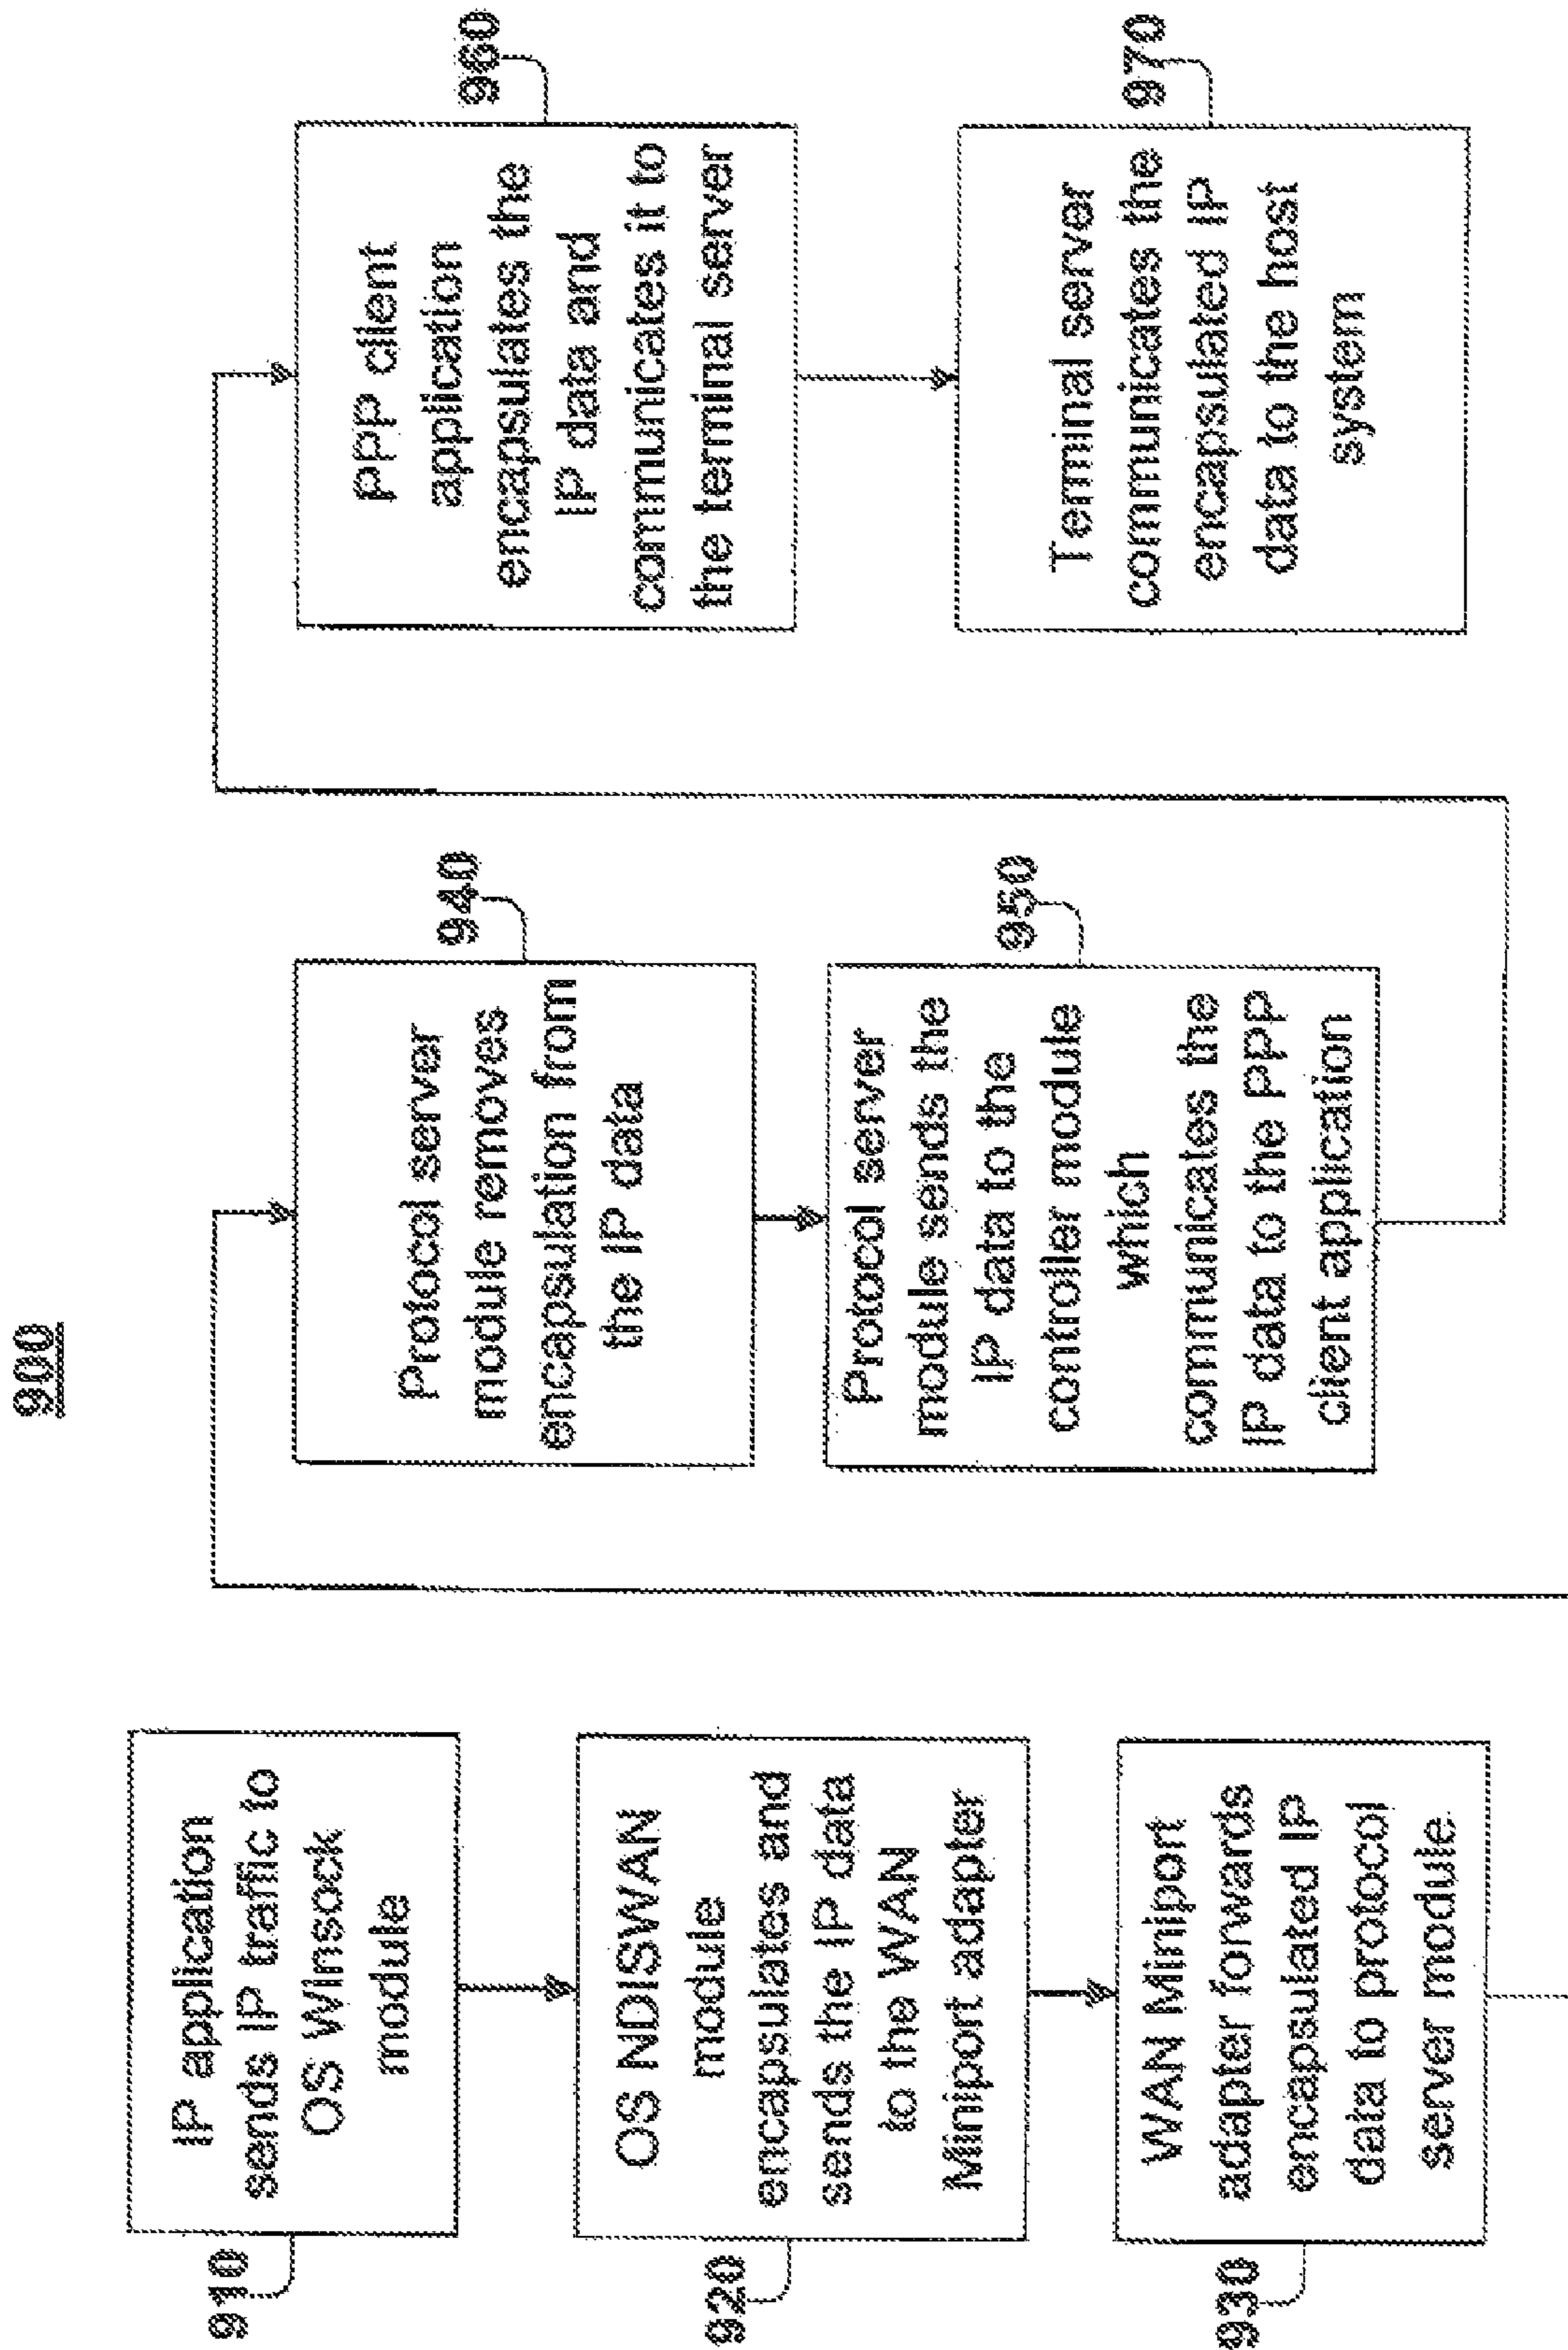 900
910
IP application
sends IP traffic to
OS Winsock
module
920
OS NDISWAN
module
encapsulates and
sends the IP data
to the WAN
Miniport adapter
930
WAN Miniport
adapter forwards
encapsulated IP
data to protocol
server module
940
Protocol server
module removes
encapsulation from
the IP data
950
Protocol server
module sends the
IP data to the
controller module
which
communicates the
IP data to the PPP
client application
960
PPP client
application
encapsulates the
IP data and
communicates it to
the terminal server
970
Terminal server
communicates the
encapsulated IP
data to the host
system